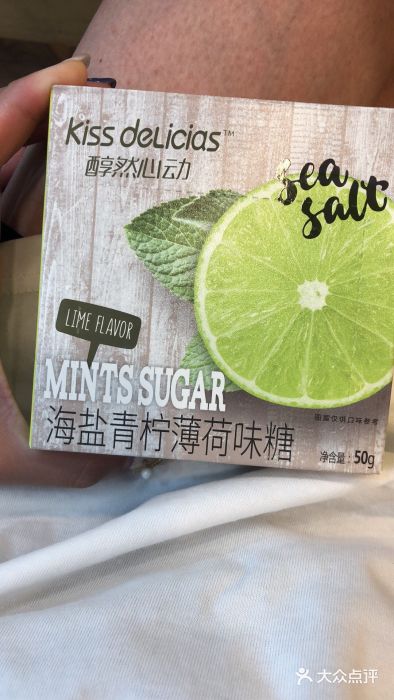 Kiss deLicias™
醇然心动
sea
salt
LIME FLAVOR
MINTS SUGAR
图案仅供口味参考
海盐青柠薄荷味糖
净含量：50g
大众点评